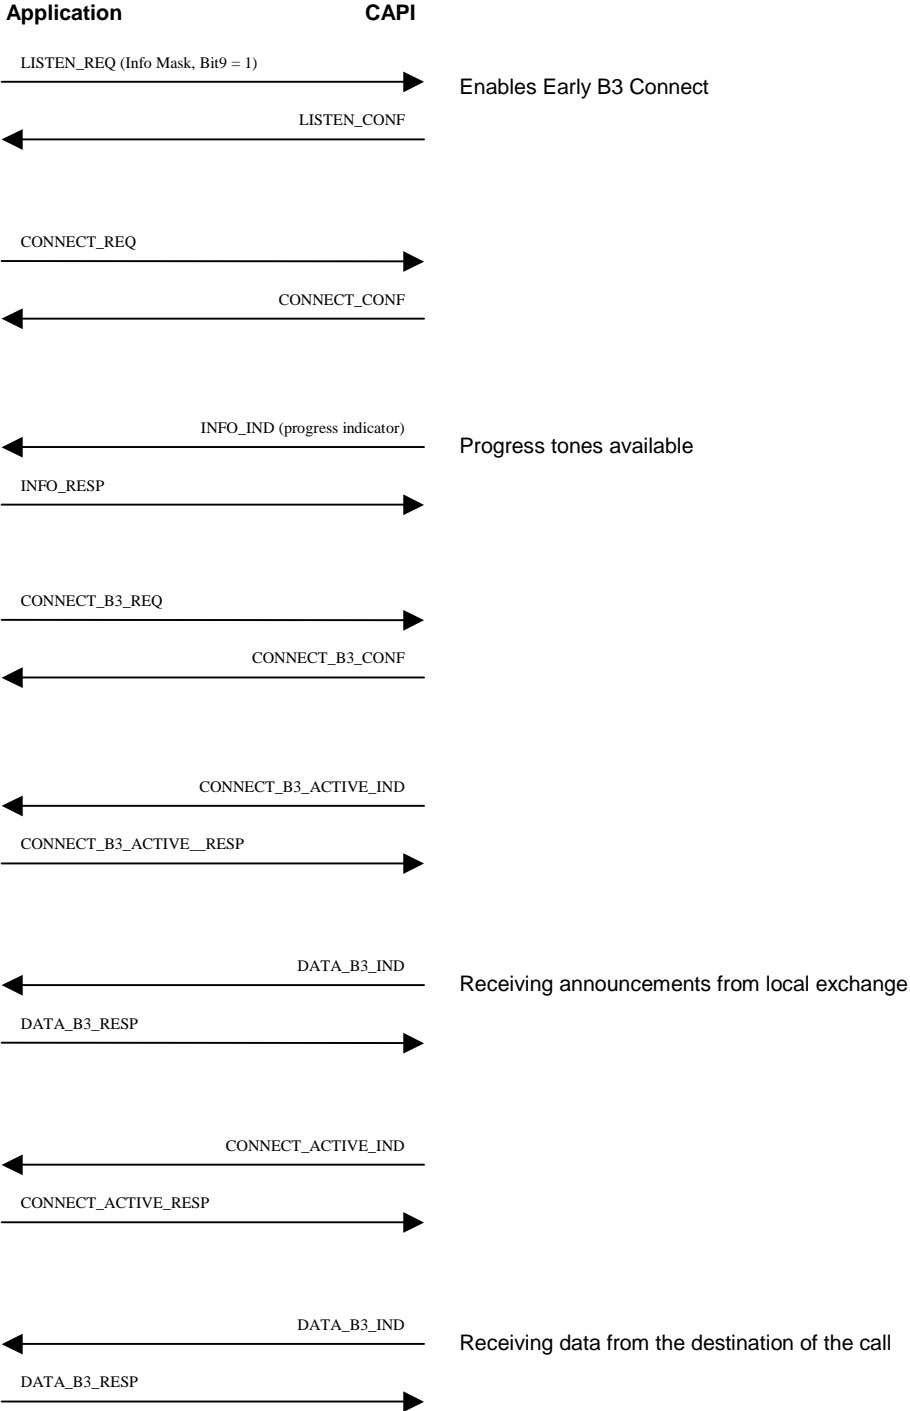 Application CAPI
LISTEN_REQ (Info Mask, Bit9 = 1)
Enables Early B3 Connect
LISTEN_CONF
CONNECT_REQ
CONNECT_CONF
INFO_IND (progress indicator)
Progress tones available
INFO_RESP
CONNECT_B3_REQ
CONNECT_B3_CONF
CONNECT_B3_ACTIVE_IND
CONNECT_B3_ACTIVE__RESP
DATA_B3_IND
Receiving announcements from local exchange
DATA_B3_RESP
CONNECT_ACTIVE_IND
CONNECT_ACTIVE_RESP
DATA_B3_IND
Receiving data from the destination of the call
DATA_B3_RESP